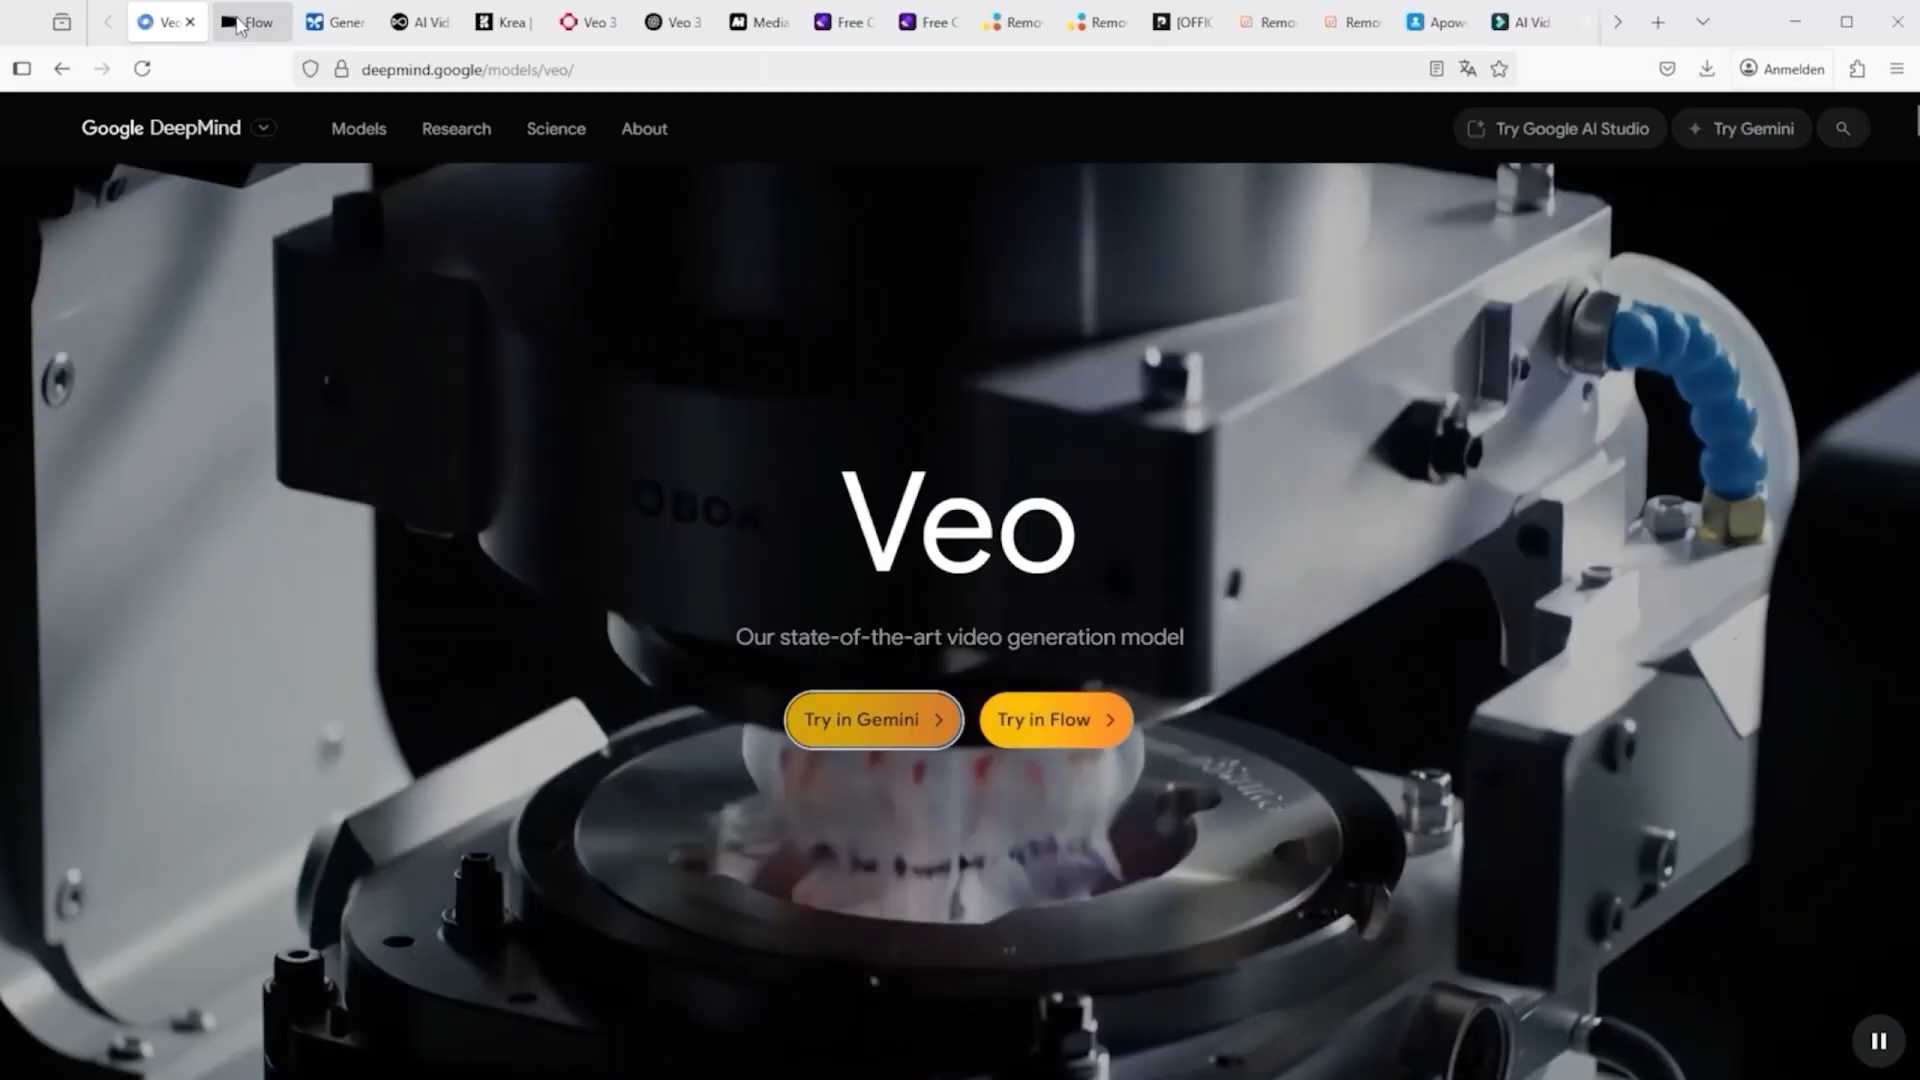 Veo
Flow
Gener
AI Vid
Krea |
Veo 3
Veo 3
Media
Free C
Free C
Remo
Remo
[OFFIC
Remo
Remo
Apow
AI Vid
deepmind.google/models/veo/
Anmelden
Google DeepMind
Models
Research
Science
About
Try Google AI Studio
Try Gemini
Veo
Our state-of-the-art video generation model
Try in Gemini
Try in Flow